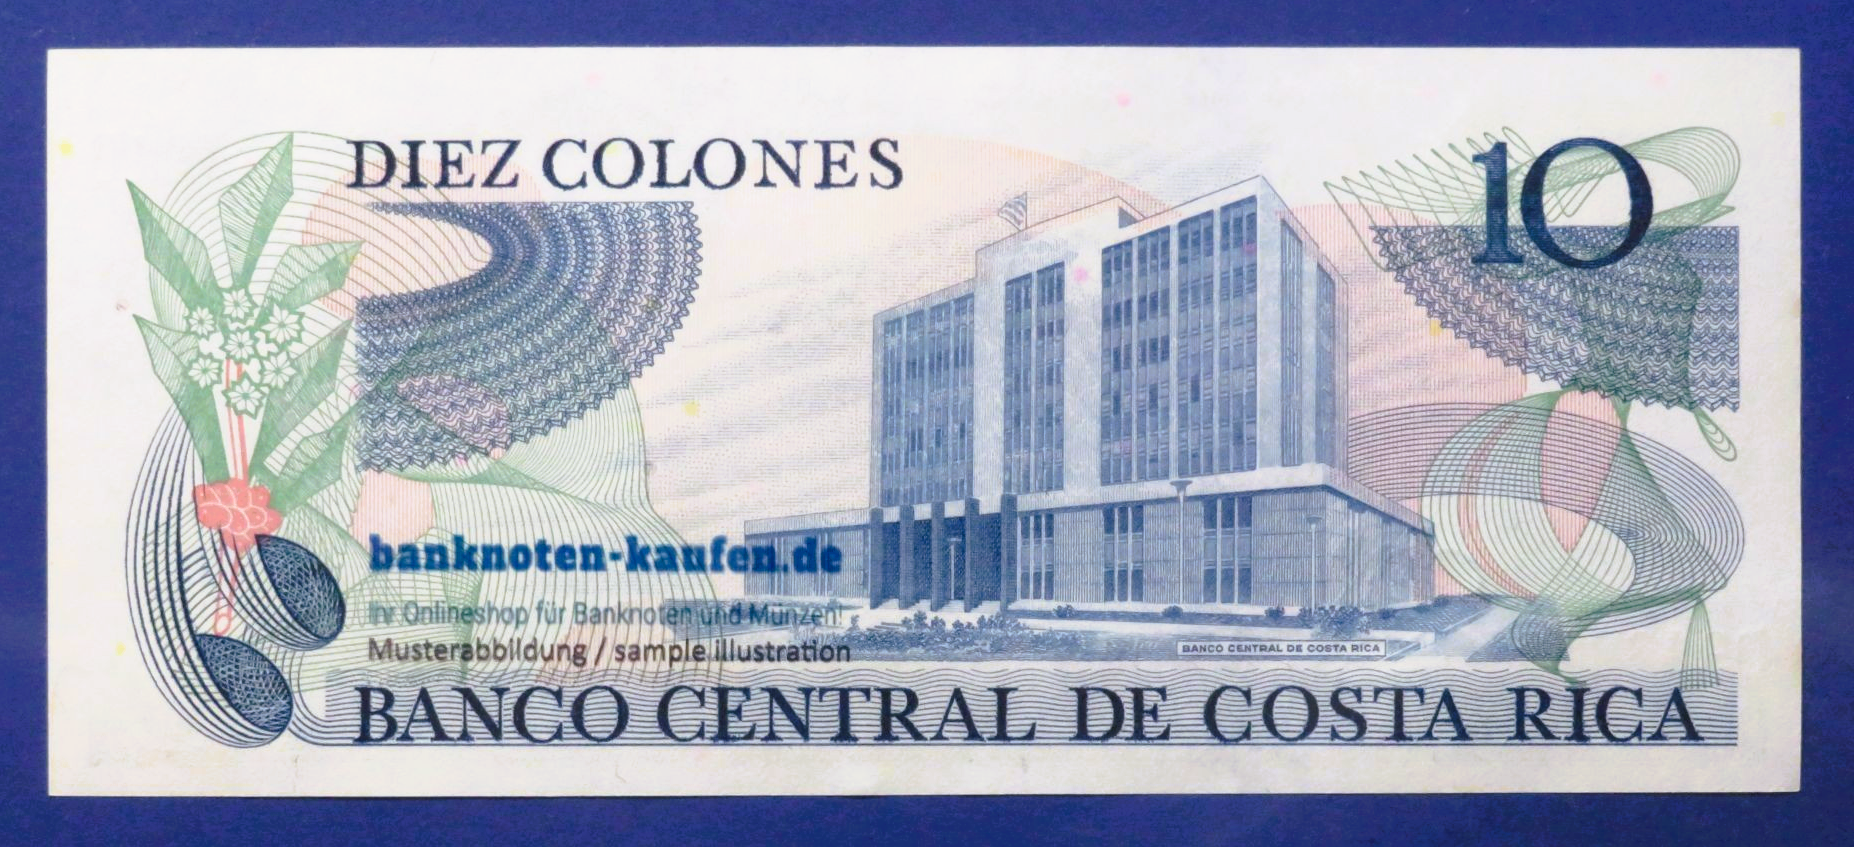 DIEZ COLONES
10
banknoten-kaufen.de
Ihr Onlineshop für Banknoten und Münzen!
Musterabbildung / sample illustration
BANCO CENTRAL DE COSTA RICA
BANCO CENTRAL DE COSTA RICA